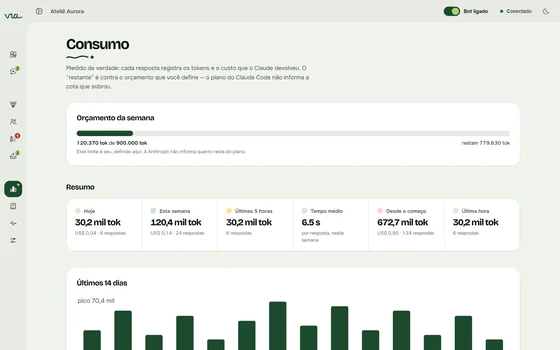 via
Ateliê Aurora
Bot ligado
Conectado
Consumo
Medido de verdade: cada resposta registra os tokens e o custo que o Claude devolveu. O
"restante" é contra o orçamento que você define — o plano do Claude Code não informa a
cota que sobrou.
Orçamento da semana
120.370 tok de 900.000 tok
restam 779.630 tok
Este limite é seu, definido aqui. A Anthropic não informa quanto resta do plano.
Resumo
Hoje
30,2 mil tok
US$ 0,04 · 6 respostas
Esta semana
120,4 mil tok
US$ 0,14 · 24 respostas
Últimas 5 horas
30,2 mil tok
6 respostas
Tempo médio
6.5 s
por resposta, nesta
semana
Desde o começo
672,7 mil tok
US$ 0,80 · 134 respostas
Última hora
30,2 mil tok
6 respostas
Últimos 14 dias
pico 70,4 mil